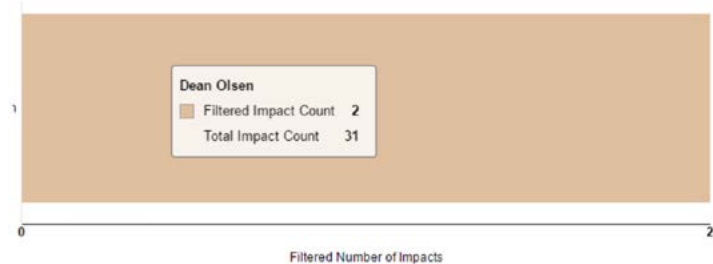 Dean Olsen
Filtered Impact Count 2
Total Impact Count 31
0 2
Filtered Number of Impacts